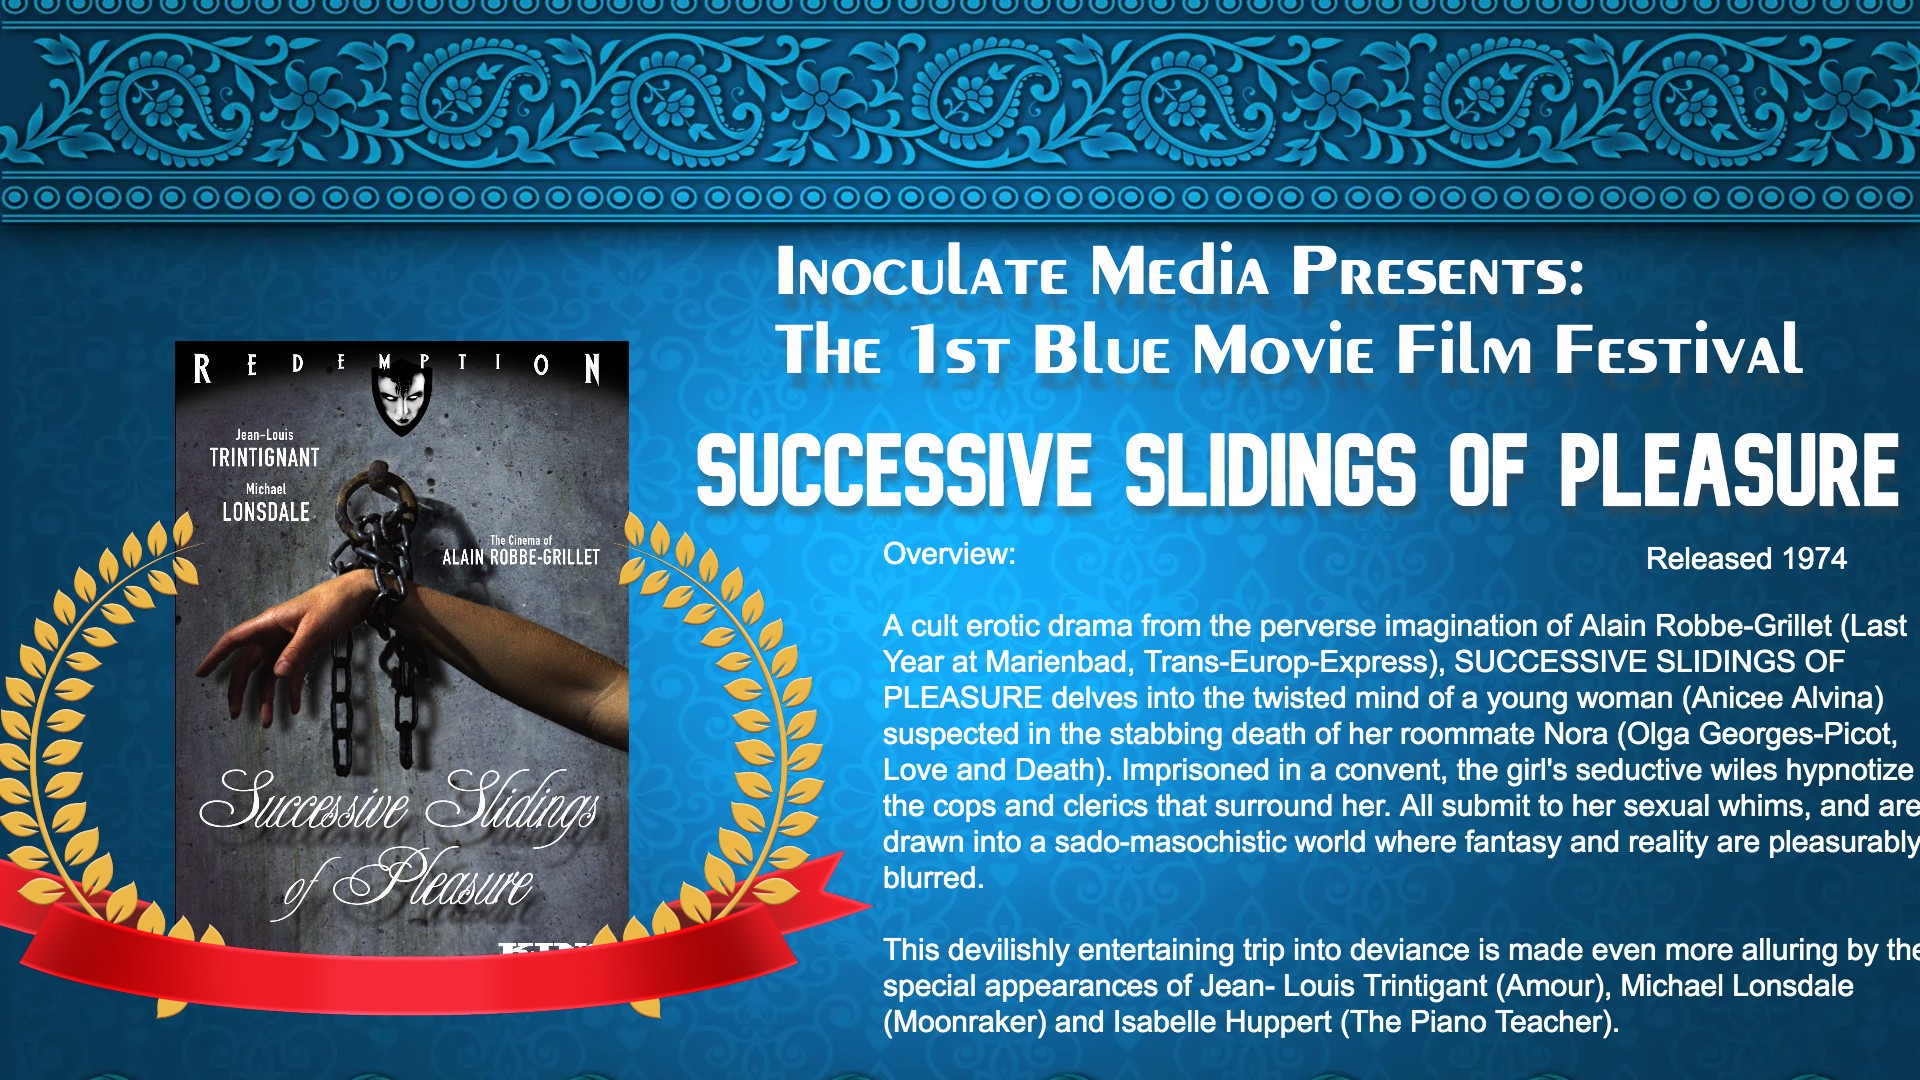 Inoculate Media Presents:
The 1st Blue Movie Film Festival
SUCCESSIVE SLIDINGS OF PLEASURE
REDEMPTION
Jean-Louis
TRINTIGNANT
Michael
LONSDALE
The Cinema of
ALAIN ROBBE-GRILLET
Successive Slidings
of Pleasure
Overview:
Released 1974
A cult erotic drama from the perverse imagination of Alain Robbe-Grillet (Last
Year at Marienbad, Trans-Europ-Express), SUCCESSIVE SLIDINGS OF
PLEASURE delves into the twisted mind of a young woman (Anicee Alvina)
suspected in the stabbing death of her roommate Nora (Olga Georges-Picot,
Love and Death). Imprisoned in a convent, the girl's seductive wiles hypnotize
the cops and clerics that surround her. All submit to her sexual whims, and are
drawn into a sado-masochistic world where fantasy and reality are pleasurably
blurred.
This devilishly entertaining trip into deviance is made even more alluring by the
special appearances of Jean- Louis Trintigant (Amour), Michael Lonsdale
(Moonraker) and Isabelle Huppert (The Piano Teacher).